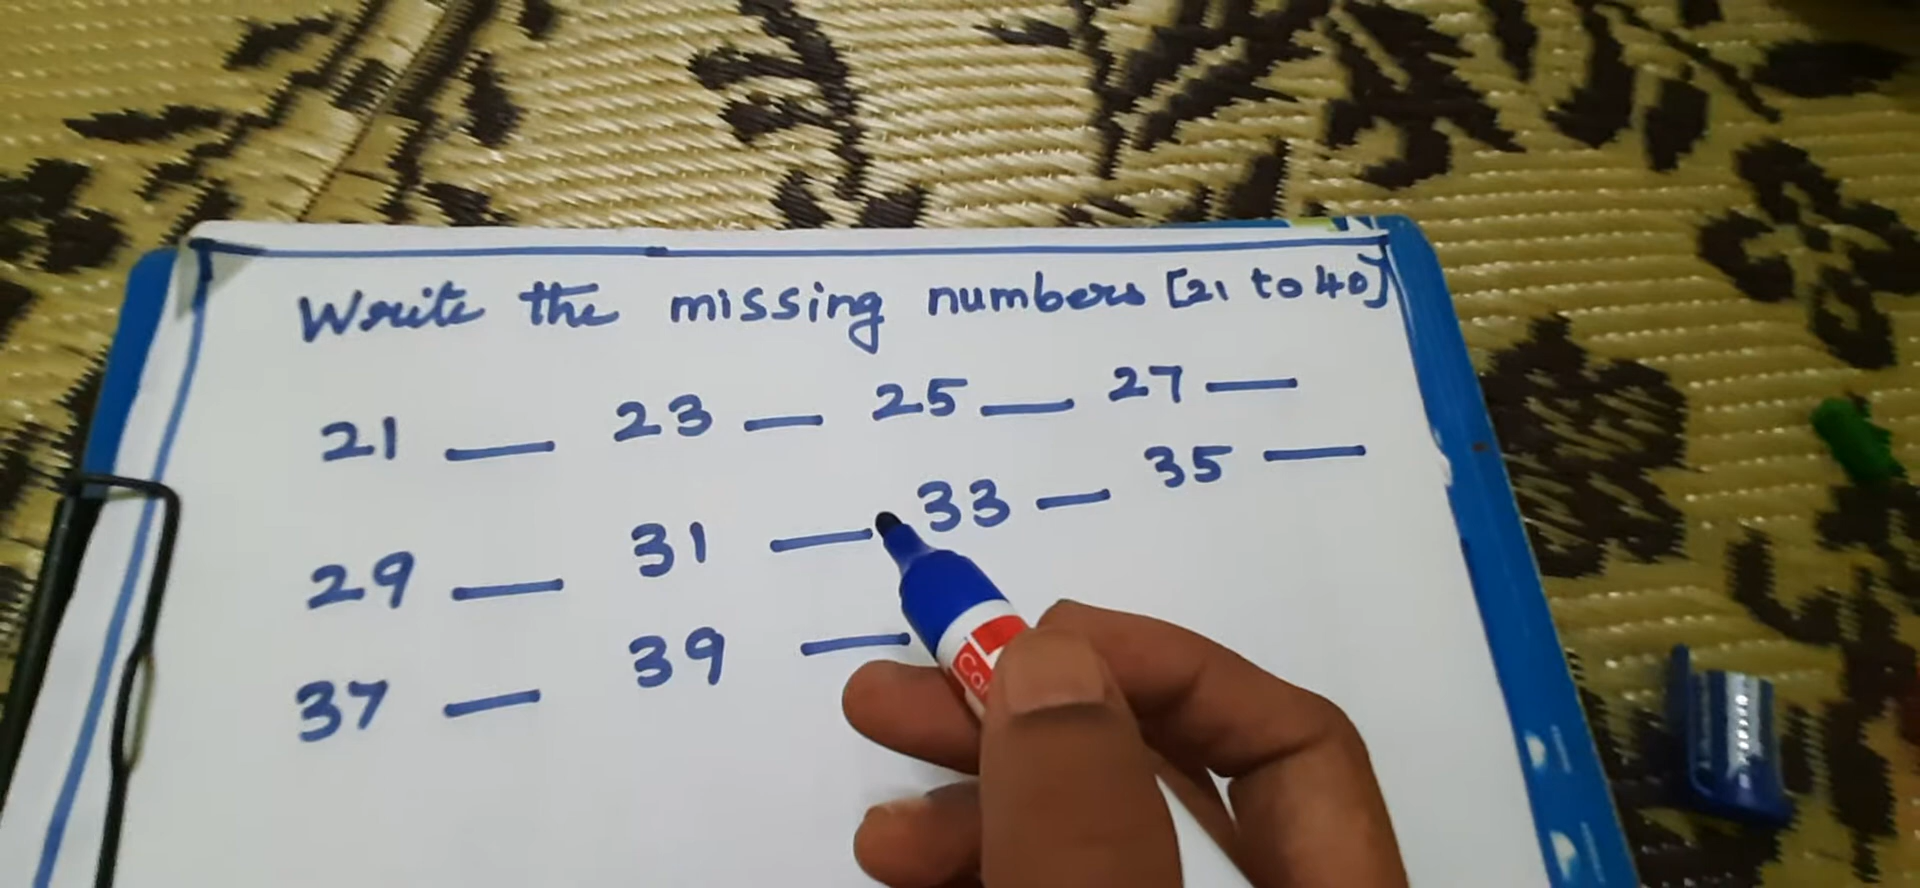 Write the missing numbers [21 to 40]
21 __ 23 __ 25 __ 27 __
29 __ 31 __ 33 __ 35 __
37 __ 39 __